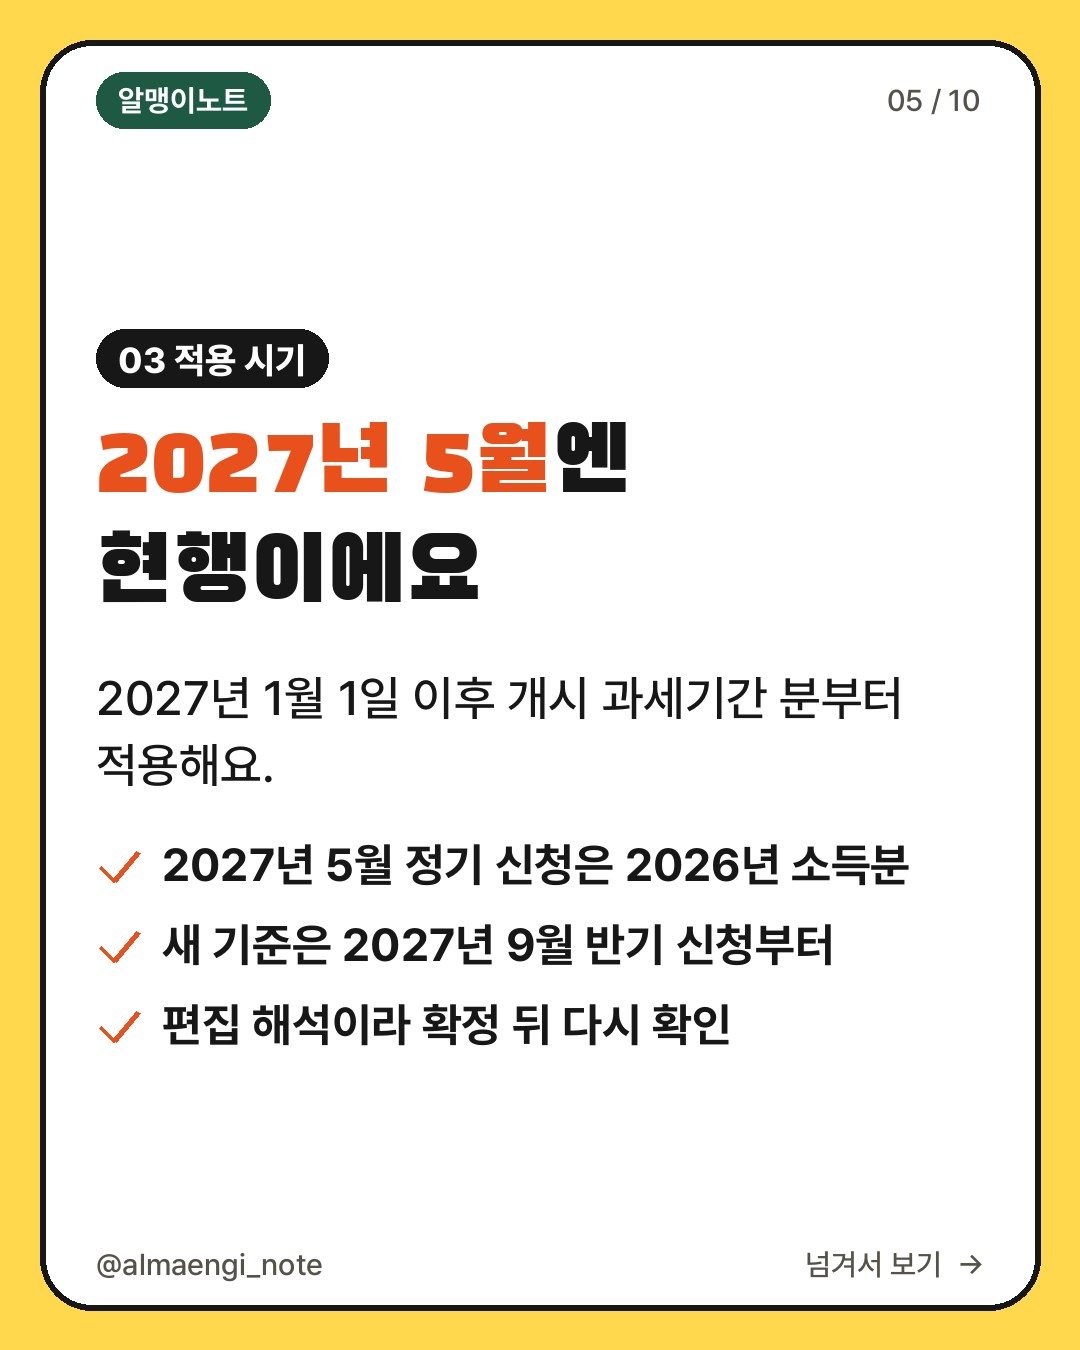 알맹이노트
05 / 10
03 적용 시기
2027년 5월엔
현행이에요
2027년 1월 1일 이후 개시 과세기간 분부터
적용해요.
2027년 5월 정기 신청은 2026년 소득분
새 기준은 2027년 9월 반기 신청부터
편집 해석이라 확정 뒤 다시 확인
@almaengi_note
넘겨서 보기 →